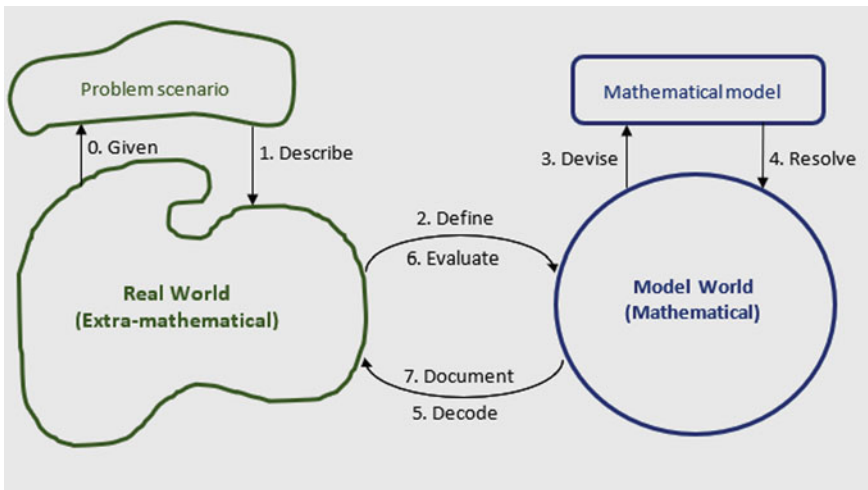 Problem scenario
Mathematical model
0. Given
1. Describe
3. Devise
4. Resolve
2. Define
6. Evaluate
Real World
(Extra-mathematical)
Model World
(Mathematical)
7. Document
5. Decode